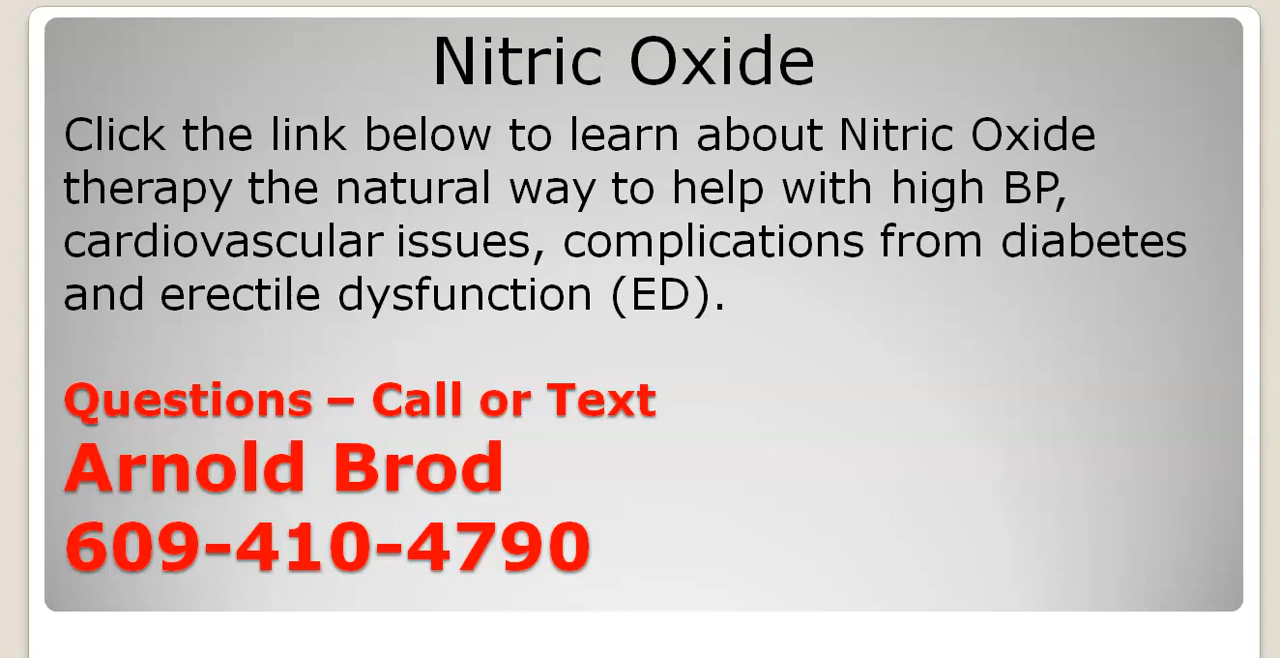 Nitric Oxide
Click the link below to learn about Nitric Oxide
therapy the natural way to help with high BP,
cardiovascular issues, complications from diabetes
and erectile dysfunction (ED).
Questions – Call or Text
Arnold Brod
609-410-4790